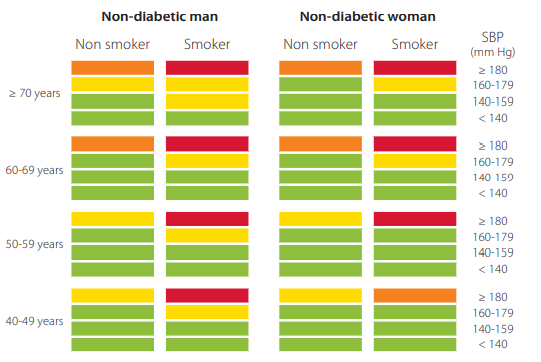 Non-diabetic man Non-diabetic woman
Non smoker Smoker Non smoker Smoker SBP
(mm Hg)
≥ 70 years
≥ 180
160-179
140-159
< 140
60-69 years
≥ 180
160-179
140 159
< 140
50-59 years
≥ 180
160-179
140-159
< 140
40-49 years
≥ 180
160-179
140-159
< 140